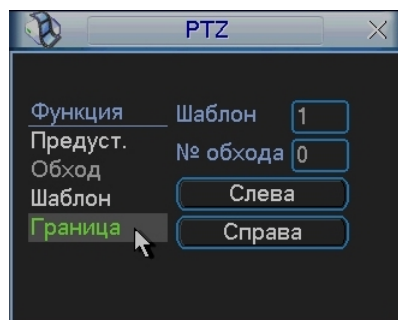 PTZ
Функция
Шаблон 1
Предуст.
№ обхода 0
Обход
Шаблон
Слева
Граница
Справа